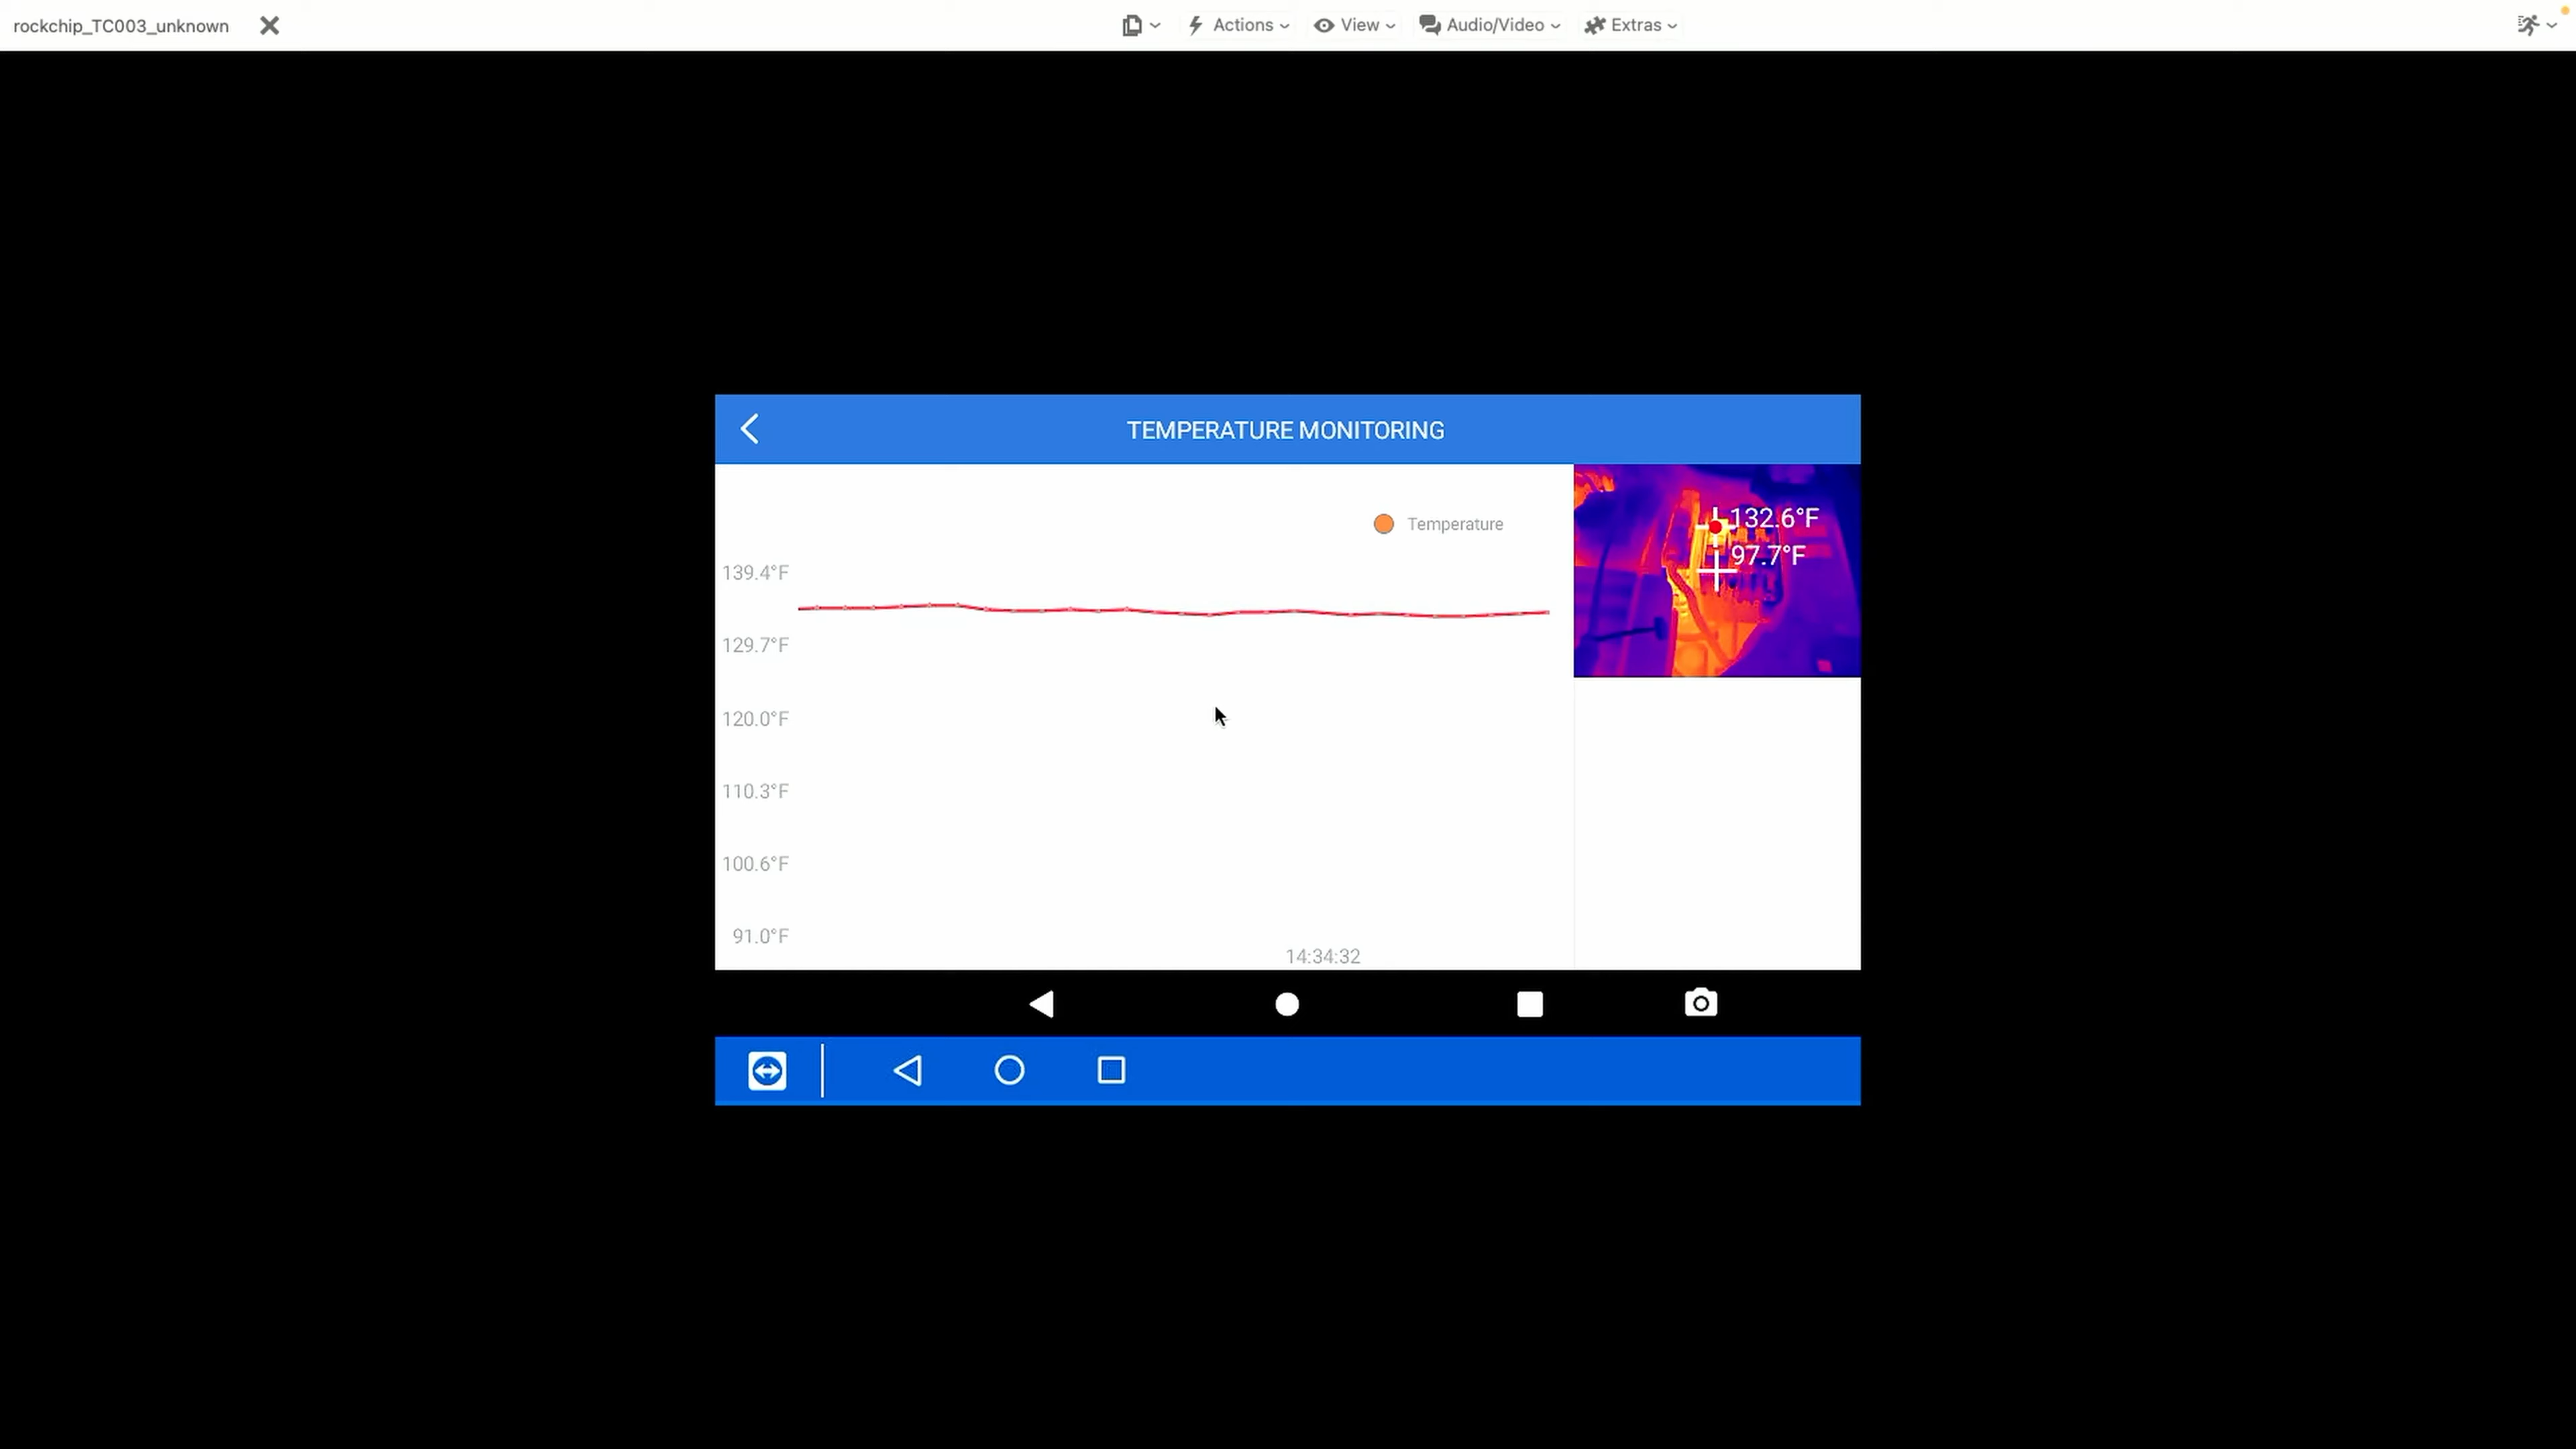 rockchip_TC003_unknown
Actions
View
Audio/Video
Extras
TEMPERATURE MONITORING
Temperature
132.6°F
97.7°F
139.4°F
129.7°F
120.0°F
110.3°F
100.6°F
91.0°F
14:34:32